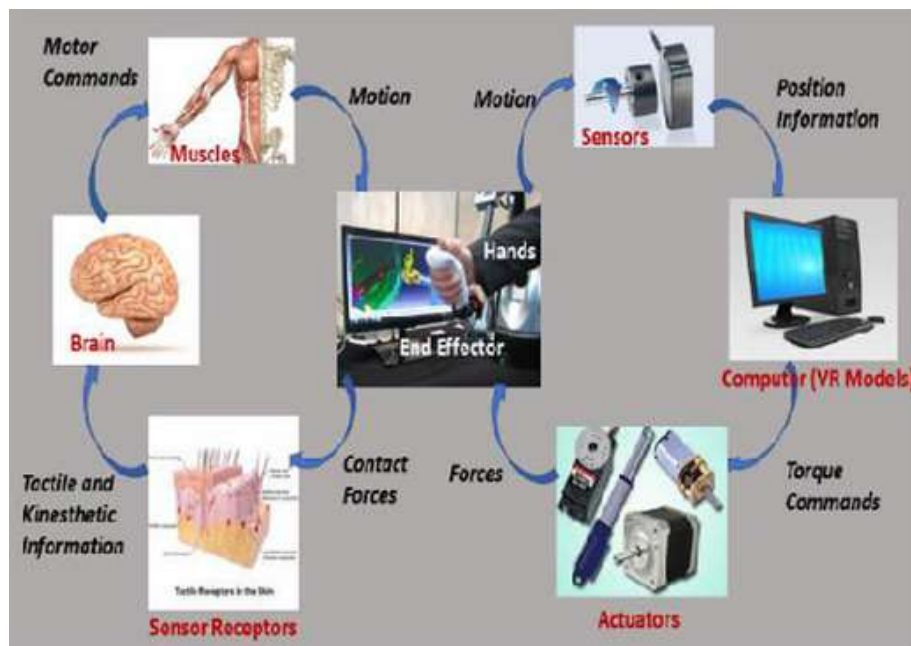 Motor
Commands
Muscles
Motion
Motion
Sensors
Position
Information
Brain
Hands
End Effector
Computer (VR Models)
Tactile and
Kinesthetic
Information
Contact
Forces
Forces
Torque
Commands
Tactile Receptors in the Skin
Sensor Receptors
Actuators